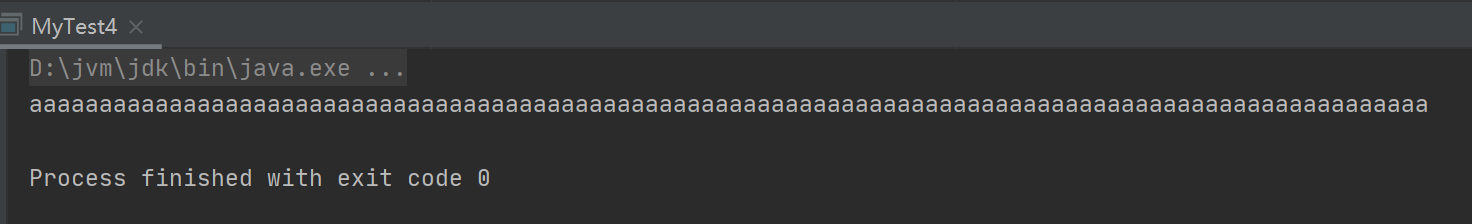 MyTest4
D:\jvm\jdk\bin\java.exe ...
aaaaaaaaaaaaaaaaaaaaaaaaaaaaaaaaaaaaaaaaaaaaaaaaaaaaaaaaaaaaaaaaaaaaaaaaaaaaaaaaaaaaaaaaaaaaaaaaaaaa
Process finished with exit code 0